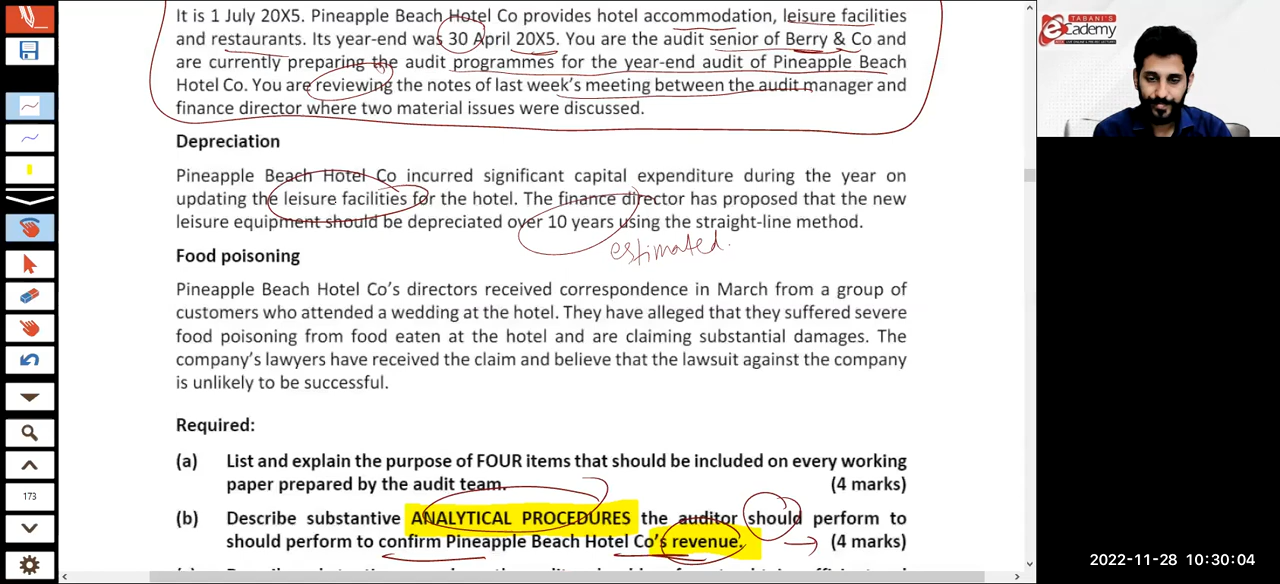 It is 1 July 20X5. Pineapple Beach Hotel Co provides hotel accommodation, leisure facilities
and restaurants. Its year-end was 30 April 20X5. You are the audit senior of Berry & Co and
are currently preparing the audit programmes for the year-end audit of Pineapple Beach
Hotel Co. You are reviewing the notes of last week's meeting between the audit manager and
finance director where two material issues were discussed.
Depreciation
Pineapple Beach Hotel Co incurred significant capital expenditure during the year on
updating the leisure facilities for the hotel. The finance director has proposed that the new
leisure equipment should be depreciated over 10 years using the straight-line method.
estimated.
Food poisoning
Pineapple Beach Hotel Co's directors received correspondence in March from a group of
customers who attended a wedding at the hotel. They have alleged that they suffered severe
food poisoning from food eaten at the hotel and are claiming substantial damages. The
company's lawyers have received the claim and believe that the lawsuit against the company
is unlikely to be successful.
Required:
(a) List and explain the purpose of FOUR items that should be included on every working
paper prepared by the audit team. (4 marks)
(b) Describe substantive ANALYTICAL PROCEDURES the auditor should perform to
should perform to confirm Pineapple Beach Hotel Co's revenue. (4 marks)
173
TABANI'S
eCademy
2022-11-28 10:30:04